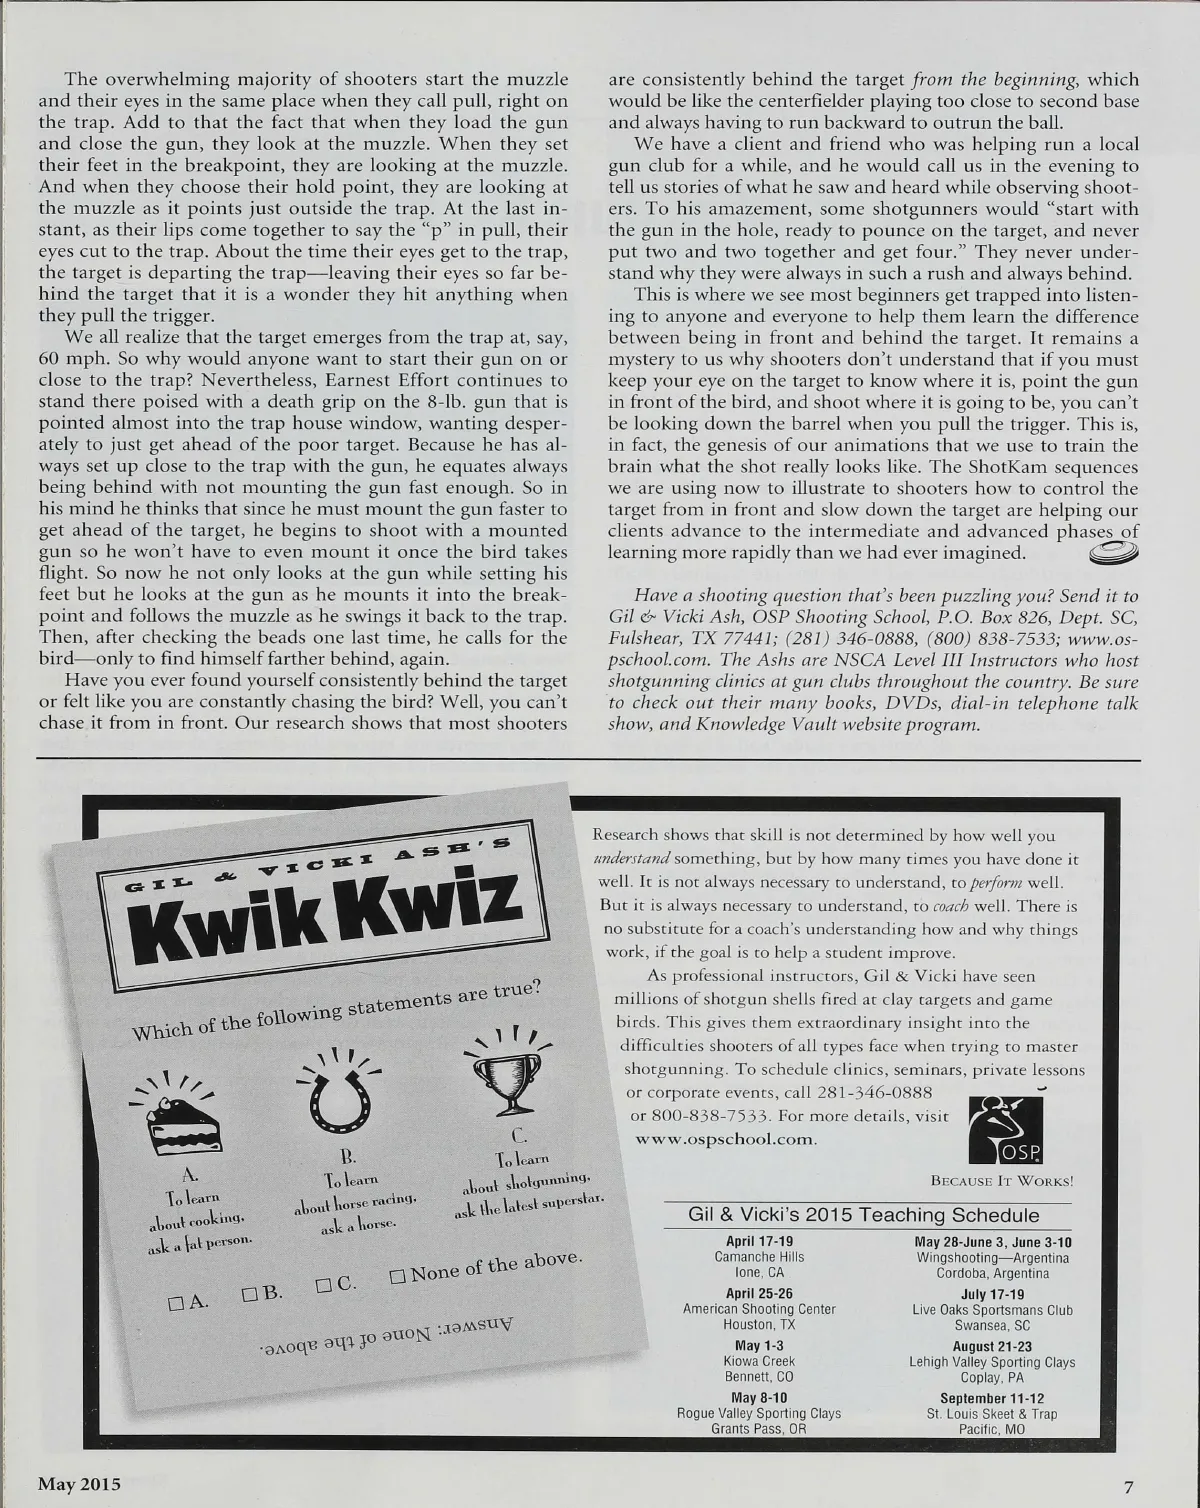 The overwhelming majority of shooters start the muzzle
and their eyes in the same place when they call pull, right on
the trap. Add to that the fact that when they load the gun
and close the gun, they look at the muzzle. When they set
their feet in the breakpoint, they are looking at the muzzle.
And when they choose their hold point, they are looking at
the muzzle as it points just outside the trap. At the last in-
stant, as their lips come together to say the “p” in pull, their
eyes cut to the trap. About the time their eyes get to the trap,
the target is departing the trap—leaving their eyes so far be-
hind the target that it is a wonder they hit anything when
they pull the trigger.
We all realize that the target emerges from the trap at, say,
60 mph. So why would anyone want to start their gun on or
close to the trap? Nevertheless, Earnest Effort continues to
stand there poised with a death grip on the 8-lb. gun that is
pointed almost into the trap house window, wanting desper-
ately to just get ahead of the poor target. Because he has al-
ways set up close to the trap with the gun, he equates always
being behind with not mounting the gun fast enough. So in
his mind he thinks that since he must mount the gun faster to
get ahead of the target, he begins to shoot with a mounted
gun so he won’t have to even mount it once the bird takes
flight. So now he not only looks at the gun while setting his
feet but he looks at the gun as he mounts it into the break-
point and follows the muzzle as he swings it back to the trap.
Then, after checking the beads one last time, he calls for the
bird—only to find himself farther behind, again.
Have you ever found yourself consistently behind the target
or felt like you are constantly chasing the bird? Well, you can’t
chase it from in front. Our research shows that most shooters
are consistently behind the target from the beginning, which
would be like the centerfielder playing too close to second base
and always having to run backward to outrun the ball.
We have a client and friend who was helping run a local
gun club for a while, and he would call us in the evening to
tell us stories of what he saw and heard while observing shoot-
ers. To his amazement, some shotgunners would “start with
the gun in the hole, ready to pounce on the target, and never
put two and two together and get four.” They never under-
stand why they were always in such a rush and always behind.
This is where we see most beginners get trapped into listen-
ing to anyone and everyone to help them learn the difference
between being in front and behind the target. It remains a
mystery to us why shooters don’t understand that if you must
keep your eye on the target to know where it is, point the gun
in front of the bird, and shoot where it is going to be, you can’t
be looking down the barrel when you pull the trigger. This is,
in fact, the genesis of our animations that we use to train the
brain what the shot really looks like. The ShotKam sequences
we are using now to illustrate to shooters how to control the
target from in front and slow down the target are helping our
clients advance to the intermediate and advanced phases of
learning more rapidly than we had ever imagined.
Have a shooting question that’s been puzzling you? Send it to
Gil & Vicki Ash, OSP Shooting School, P.O. Box 826, Dept. SC,
Fulshear, TX 77441; (281) 346-0888, (800) 838-7533; www.os-
pschool.com. The Ashs are NSCA Level III Instructors who host
shotgunning clinics at gun clubs throughout the country. Be sure
to check out their many books, DVDs, dial-in telephone talk
show, and Knowledge Vault website program.
GIL & VICKI ASH'S
Kwik Kwiz
Which of the following statements are true?
A.
To learn
about cooking,
ask a fat person.
B.
To learn
about horse racing,
ask a horse.
C.
To learn
about shotgunning,
ask the latest superstar.
□ A. □ B. □ C. □ None of the above.
Answer: None of the above.
Research shows that skill is not determined by how well you
understand something, but by how many times you have done it
well. It is not always necessary to understand, to perform well.
But it is always necessary to understand, to coach well. There is
no substitute for a coach's understanding how and why things
work, if the goal is to help a student improve.
As professional instructors, Gil & Vicki have seen
millions of shotgun shells fired at clay targets and game
birds. This gives them extraordinary insight into the
difficulties shooters of all types face when trying to master
shotgunning. To schedule clinics, seminars, private lessons
or corporate events, call 281-346-0888
or 800-838-7533. For more details, visit
www.ospschool.com.
OSP
BECAUSE IT WORKS!
Gil & Vicki's 2015 Teaching Schedule
April 17-19
Camanche Hills
Ione, CA
April 25-26
American Shooting Center
Houston, TX
May 1-3
Kiowa Creek
Bennett, CO
May 8-10
Rogue Valley Sporting Clays
Grants Pass, OR
May 28-June 3, June 3-10
Wingshooting—Argentina
Cordoba, Argentina
July 17-19
Live Oaks Sportsmans Club
Swansea, SC
August 21-23
Lehigh Valley Sporting Clays
Coplay, PA
September 11-12
St. Louis Skeet & Trap
Pacific, MO
May 2015
7